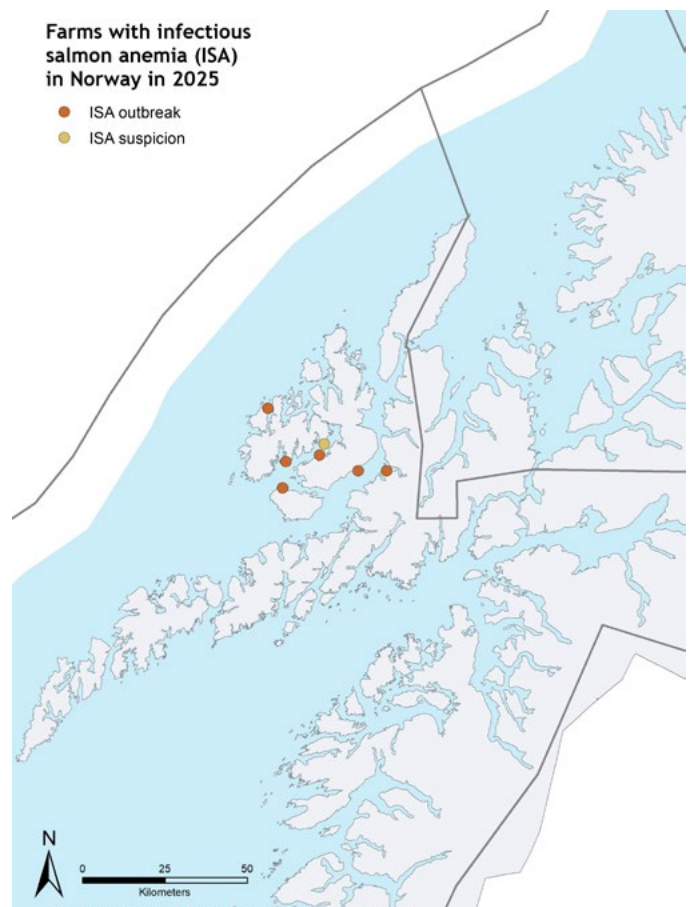 Farms with infectious
salmon anemia (ISA)
in Norway in 2025
ISA outbreak
ISA suspicion
N
0 25 50
Kilometers